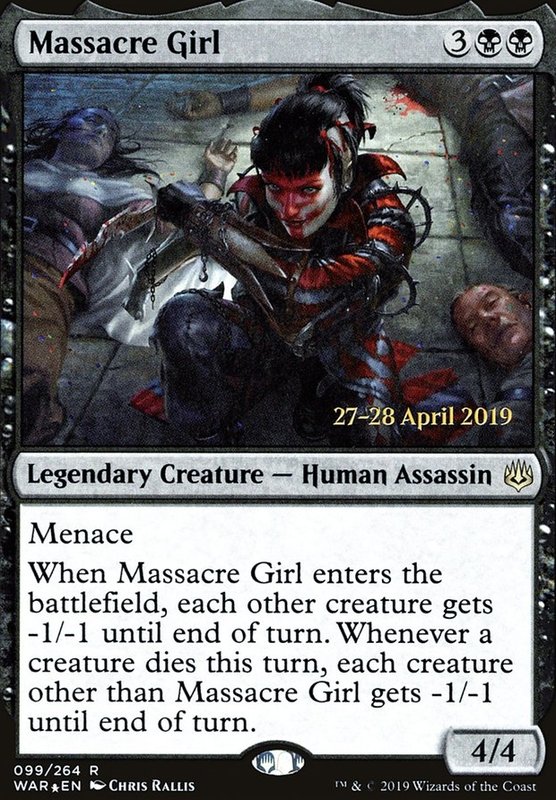 Massacre Girl 3
27–28 April 2019
Legendary Creature — Human Assassin
Menace
When Massacre Girl enters the
battlefield, each other creature gets
-1/-1 until end of turn. Whenever a
creature dies this turn, each creature
other than Massacre Girl gets -1/-1
until end of turn.
4/4
099/264 R
WAR★EN Chris Rallis
™ & © 2019 Wizards of the Coast